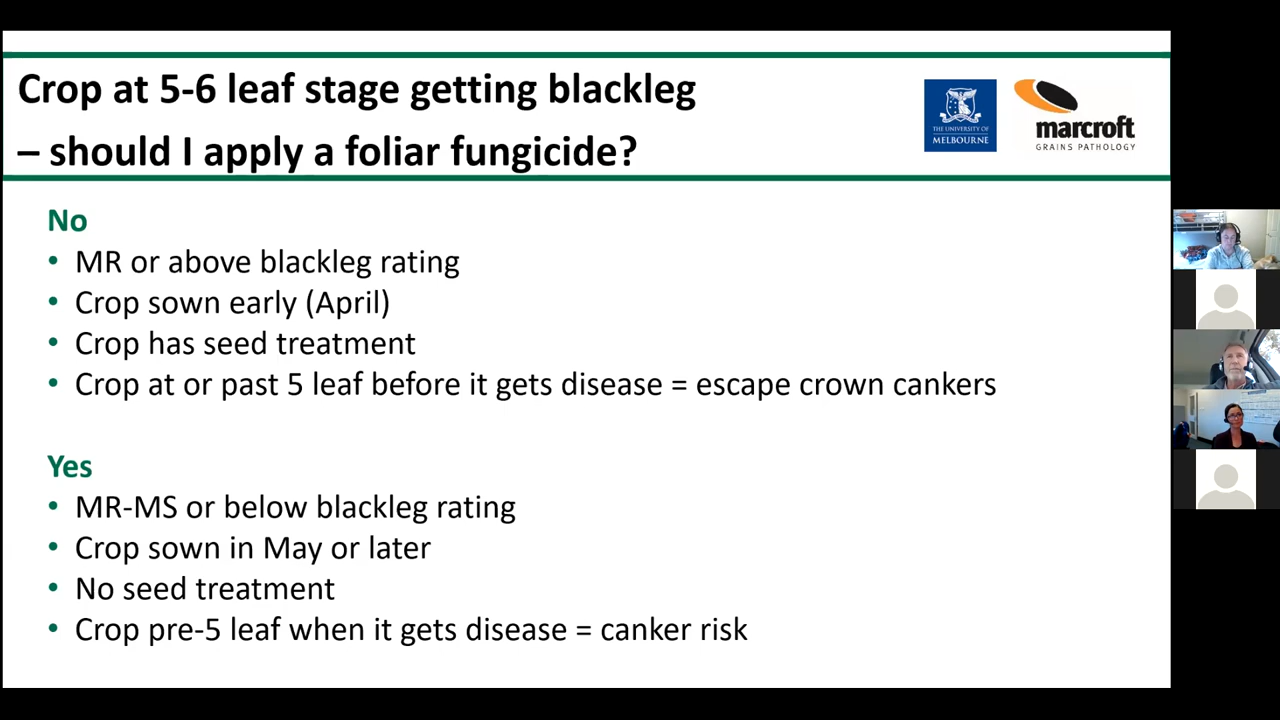 Crop at 5-6 leaf stage getting blackleg
– should I apply a foliar fungicide?
THE UNIVERSITY OF
MELBOURNE
marcroft
GRAINS PATHOLOGY
No
• MR or above blackleg rating
• Crop sown early (April)
• Crop has seed treatment
• Crop at or past 5 leaf before it gets disease = escape crown cankers
Yes
• MR-MS or below blackleg rating
• Crop sown in May or later
• No seed treatment
• Crop pre-5 leaf when it gets disease = canker risk